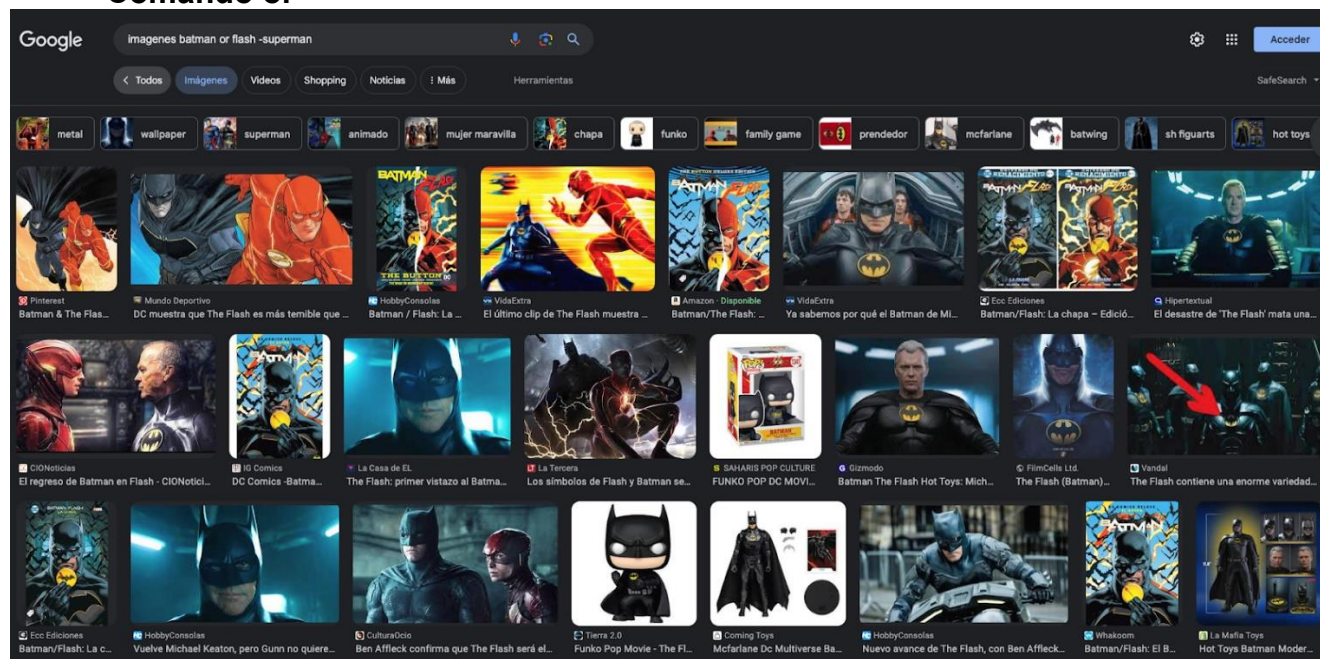 Google
imagenes batman or flash -superman
Acceder
Todos Imágenes Videos Shopping Noticias Más Herramientas SafeSearch
metal wallpaper superman animado mujer maravilla chapa funko family game prendedor mcfarlane batwing sh figuarts hot toys
BATMAN FLASH
THE BUTTON
Pinterest
Batman & The Flas...
Mundo Deportivo
DC muestra que The Flash es más temible que ...
HobbyConsolas
Batman / Flash: La ...
VidaExtra
El último clip de The Flash muestra ...
Amazon · Disponible
Batman/The Flash: ...
VidaExtra
Ya sabemos por qué el Batman de Mi...
Ecc Ediciones
Batman/Flash: La chapa – Edició...
Hipertextual
El desastre de 'The Flash' mata una...
CIONoticias
El regreso de Batman en Flash - CIONotici...
IG Comics
DC Comics -Batma...
La Casa de EL
The Flash: primer vistazo al Batma...
La Tercera
Los símbolos de Flash y Batman se...
SAHARIS POP CULTURE
FUNKO POP DC MOVI...
Gizmodo
Batman The Flash Hot Toys: Mich...
FilmCells Ltd.
The Flash (Batman)...
Vandal
The Flash contiene una enorme variedad...
Ecc Ediciones
Batman/Flash: La c...
HobbyConsolas
Vuelve Michael Keaton, pero Gunn no quiere...
CulturaOcio
Ben Affleck confirma que The Flash será el...
Tierra 2.0
Funko Pop Movie - The Fl...
Coming Toys
Mcfarlane Dc Multiverse Ba...
HobbyConsolas
Nuevo avance de The Flash, con Ben Affleck...
Whakoom
Batman/Flash: El B...
La Mafia Toys
Hot Toys Batman Moder...